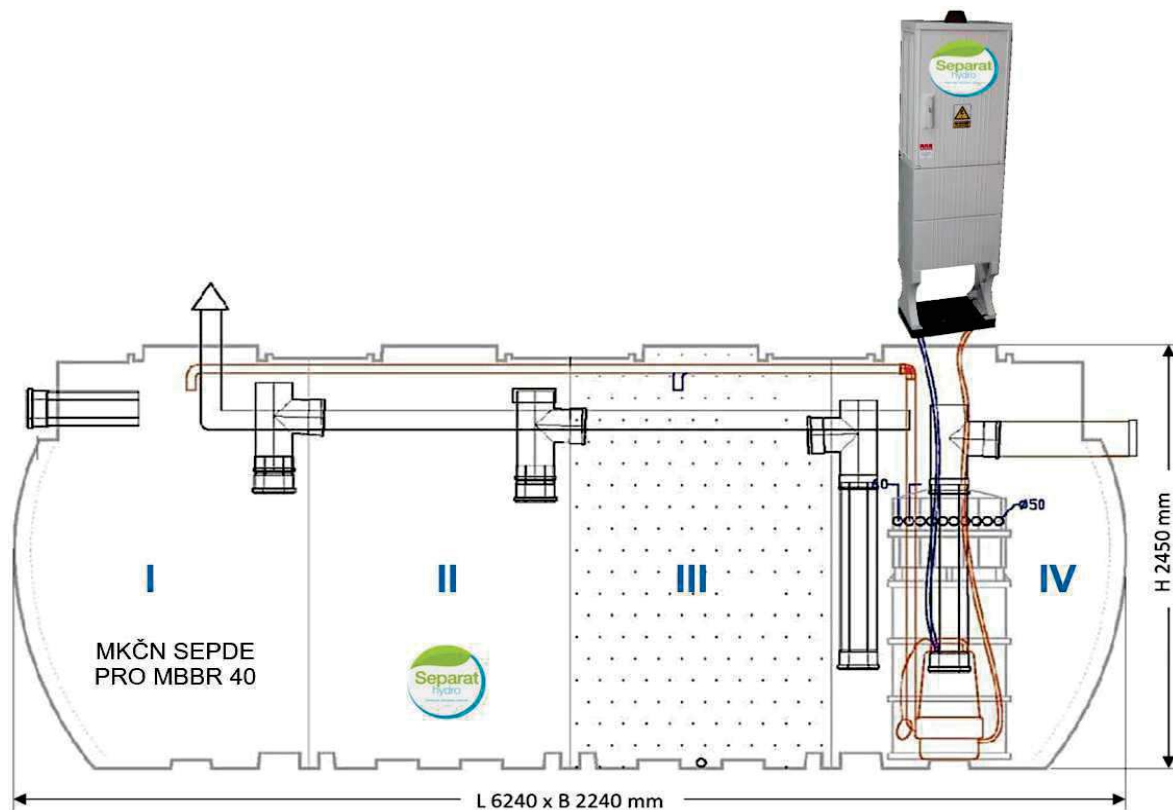 Separat
hydro
60
ø50
I
II
III
IV
MKČN SEPDE
PRO MBBR 40
Separat
hydro
H 2450 mm
L 6240 x B 2240 mm